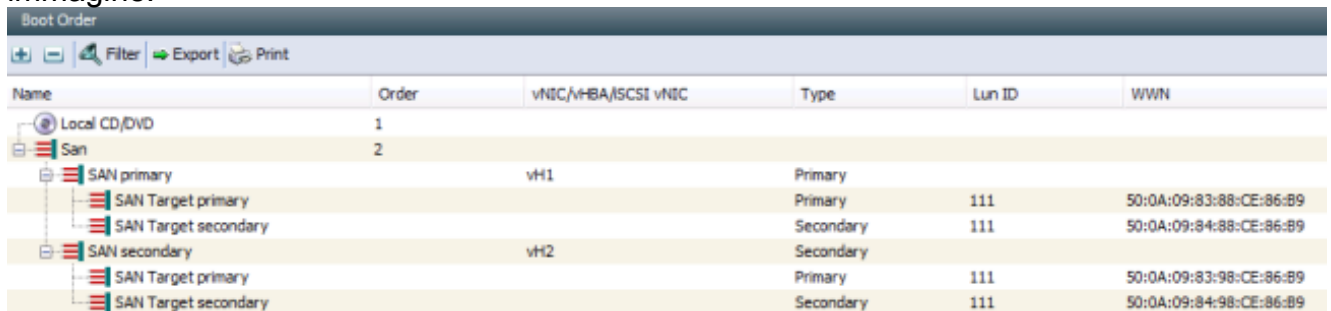 immagine.
Boot Order
Filter Export Print
Name Order vNIC/vHBA/iSCSI vNIC Type Lun ID WWN
Local CD/DVD 1
San 2
SAN primary vH1 Primary
SAN Target primary Primary 111 50:0A:09:83:88:CE:86:B9
SAN Target secondary Secondary 111 50:0A:09:84:88:CE:86:B9
SAN secondary vH2 Secondary
SAN Target primary Primary 111 50:0A:09:83:98:CE:86:B9
SAN Target secondary Secondary 111 50:0A:09:84:98:CE:86:B9